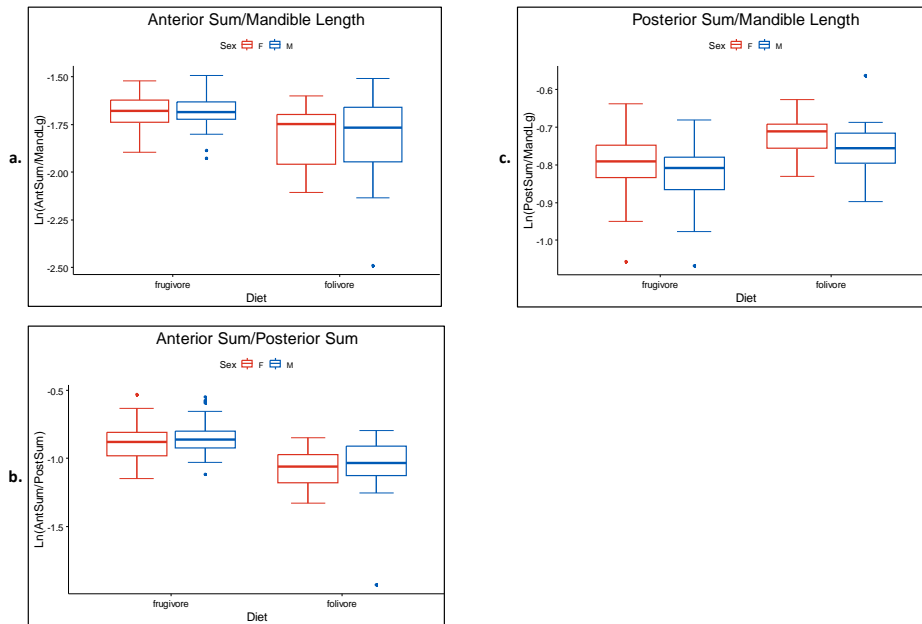 Anterior Sum/Mandible Length
Sex F M
-1.50
-1.75
-2.00
-2.25
-2.50
Ln(AntSum/MandLg)
frugivore folivore
Diet
a.
Posterior Sum/Mandible Length
Sex F M
-0.6
-0.7
-0.8
-0.9
-1.0
Ln(PostSum/MandLg)
frugivore folivore
Diet
c.
Anterior Sum/Posterior Sum
Sex F M
-0.5
-1.0
-1.5
Ln(AntSum/PostSum)
frugivore folivore
Diet
b.